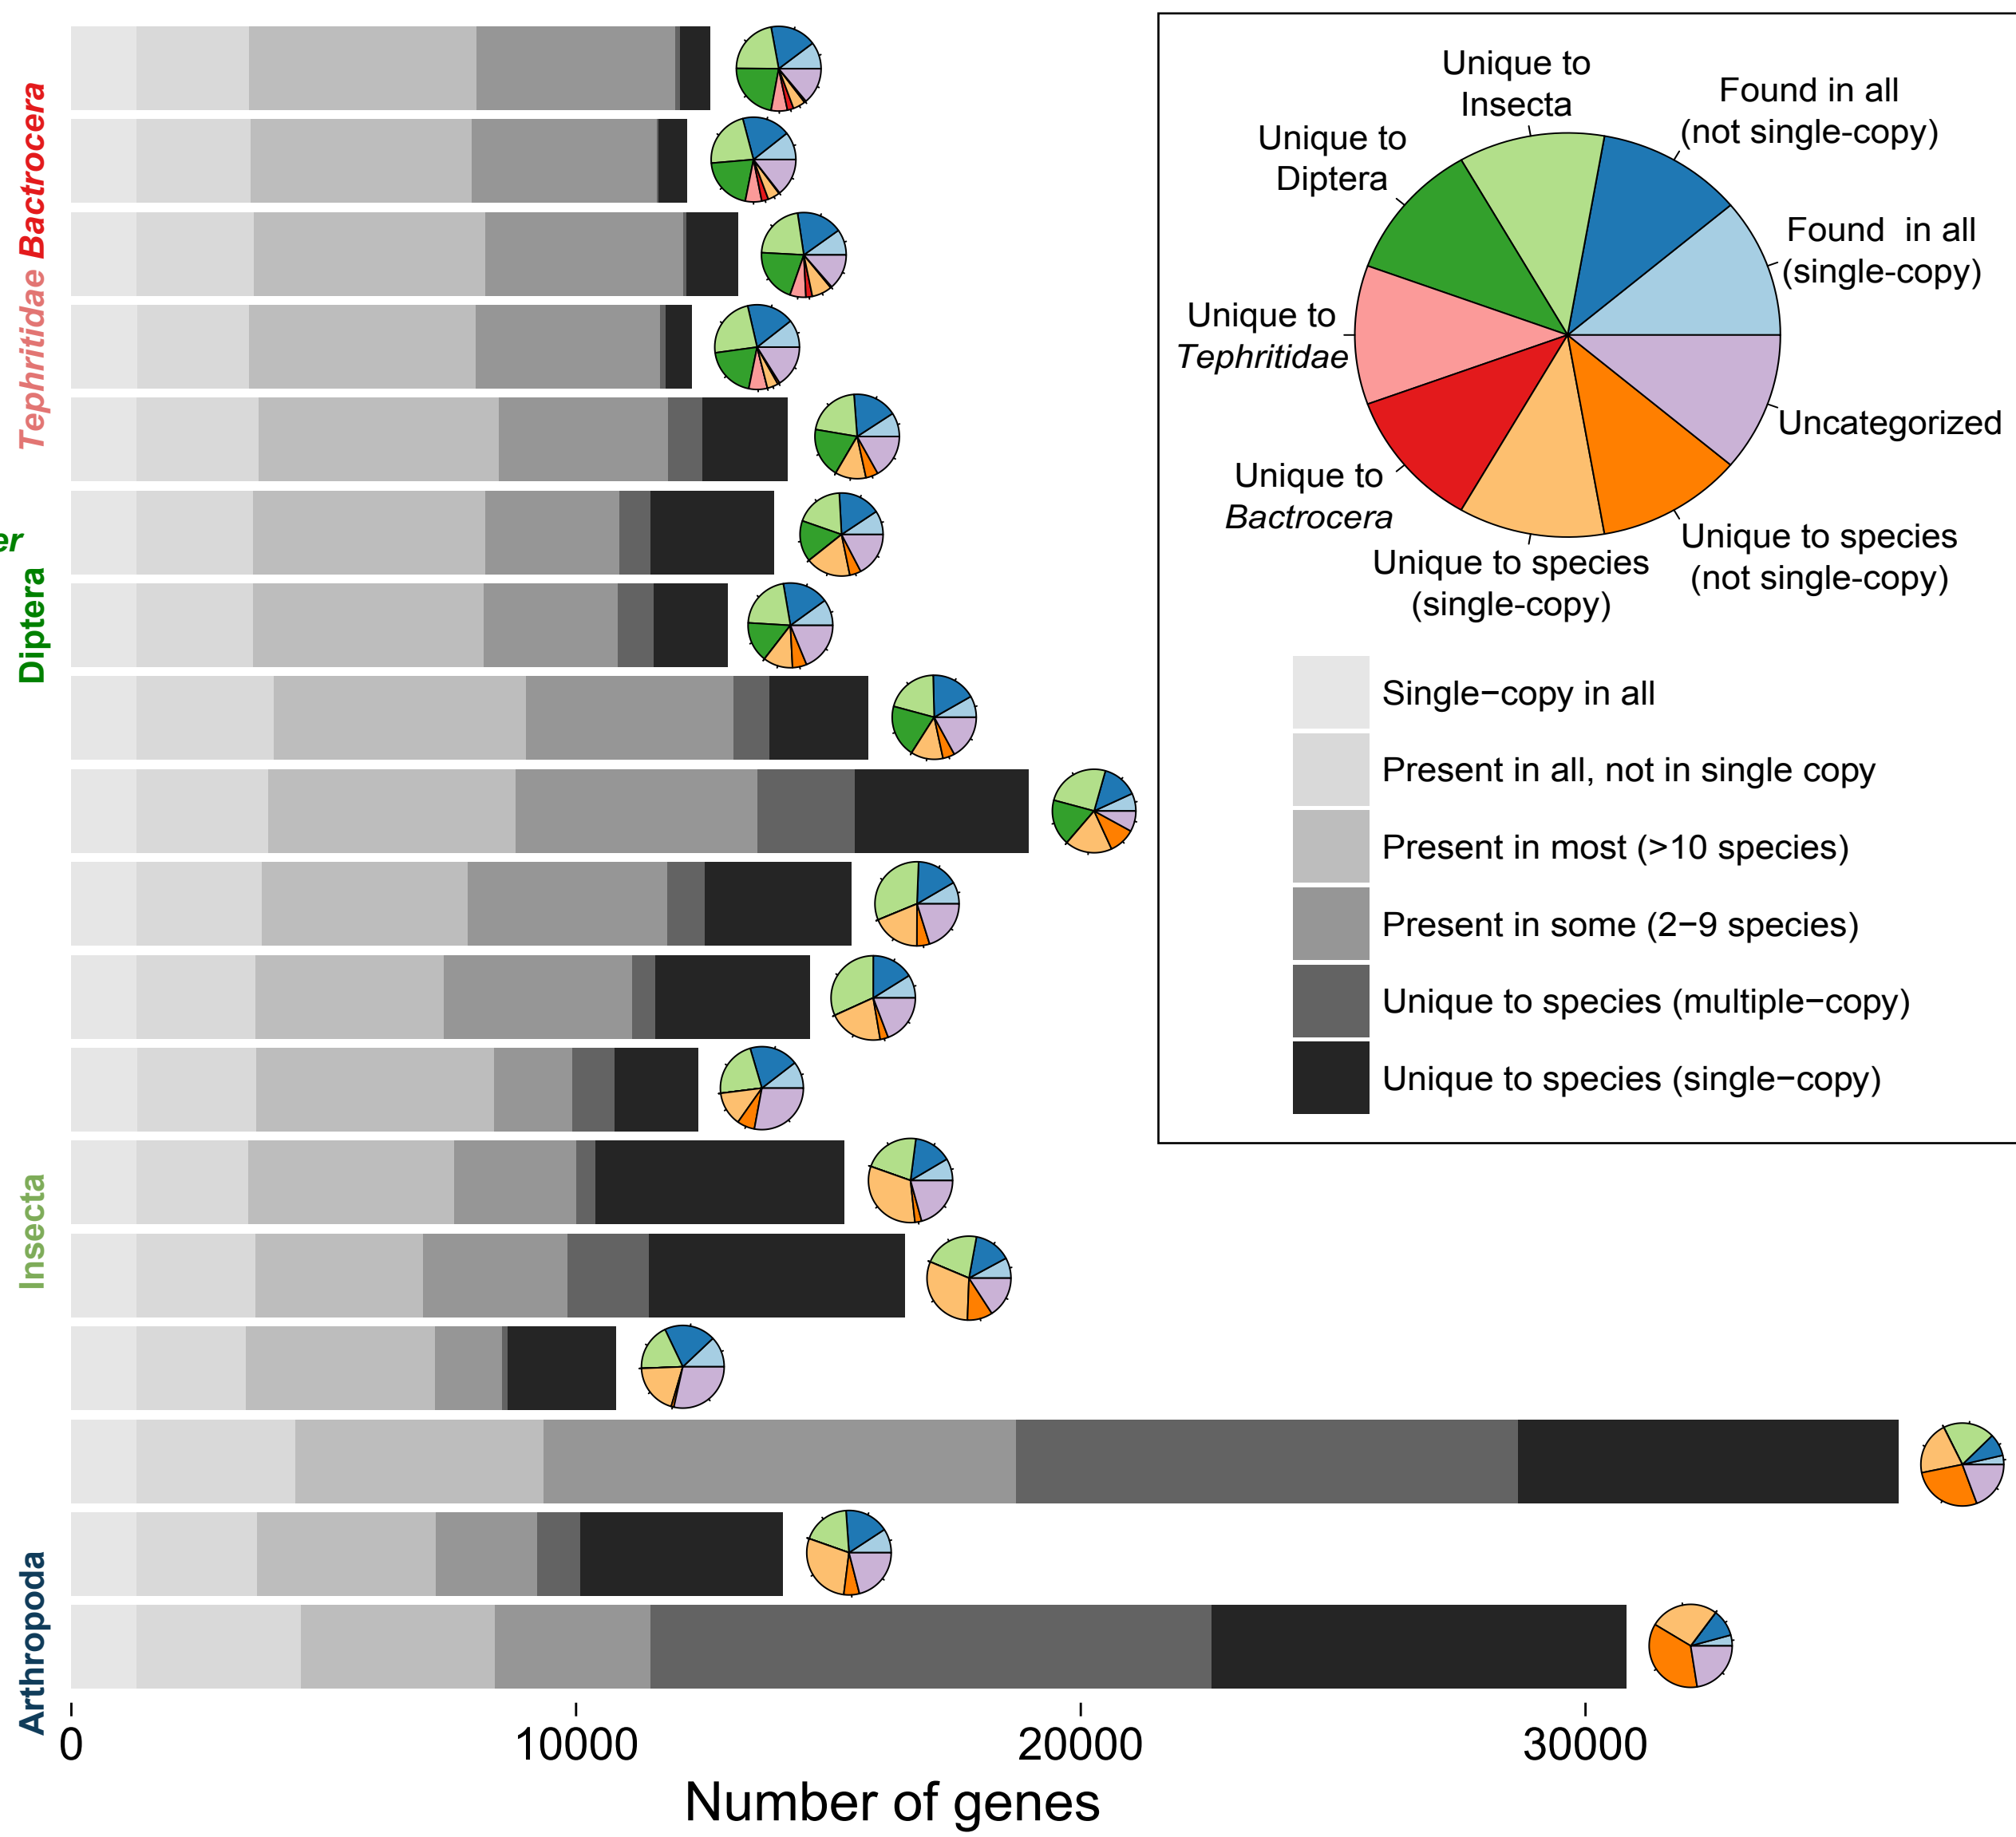 Bactrocera
Tephritidae
er
Diptera
Insecta
Arthropoda
Unique to
Insecta
Found in all
(not single-copy)
Unique to
Diptera
Found in all
(single-copy)
Unique to
Tephritidae
Uncategorized
Unique to
Bactrocera
Unique to species
(not single-copy)
Unique to species
(single-copy)
Single−copy in all
Present in all, not in single copy
Present in most (>10 species)
Present in some (2−9 species)
Unique to species (multiple−copy)
Unique to species (single−copy)
0 10000 20000 30000
Number of genes